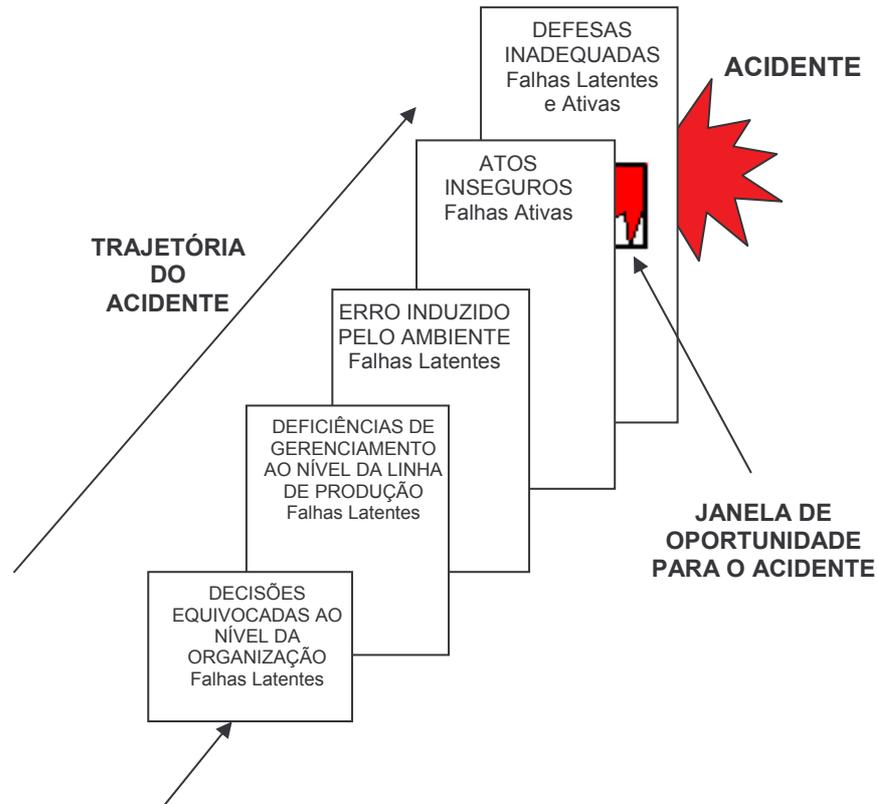 DEFESAS
INADEQUADAS
Falhas Latentes
e Ativas
ACIDENTE
ATOS
INSEGUROS
Falhas Ativas
TRAJETÓRIA
DO
ACIDENTE
ERRO INDUZIDO
PELO AMBIENTE
Falhas Latentes
DEFICIÊNCIAS DE
GERENCIAMENTO
AO NÍVEL DA LINHA
DE PRODUÇÃO
Falhas Latentes
JANELA DE
OPORTUNIDADE
PARA O ACIDENTE
DECISÕES
EQUIVOCADAS AO
NÍVEL DA
ORGANIZAÇÃO
Falhas Latentes